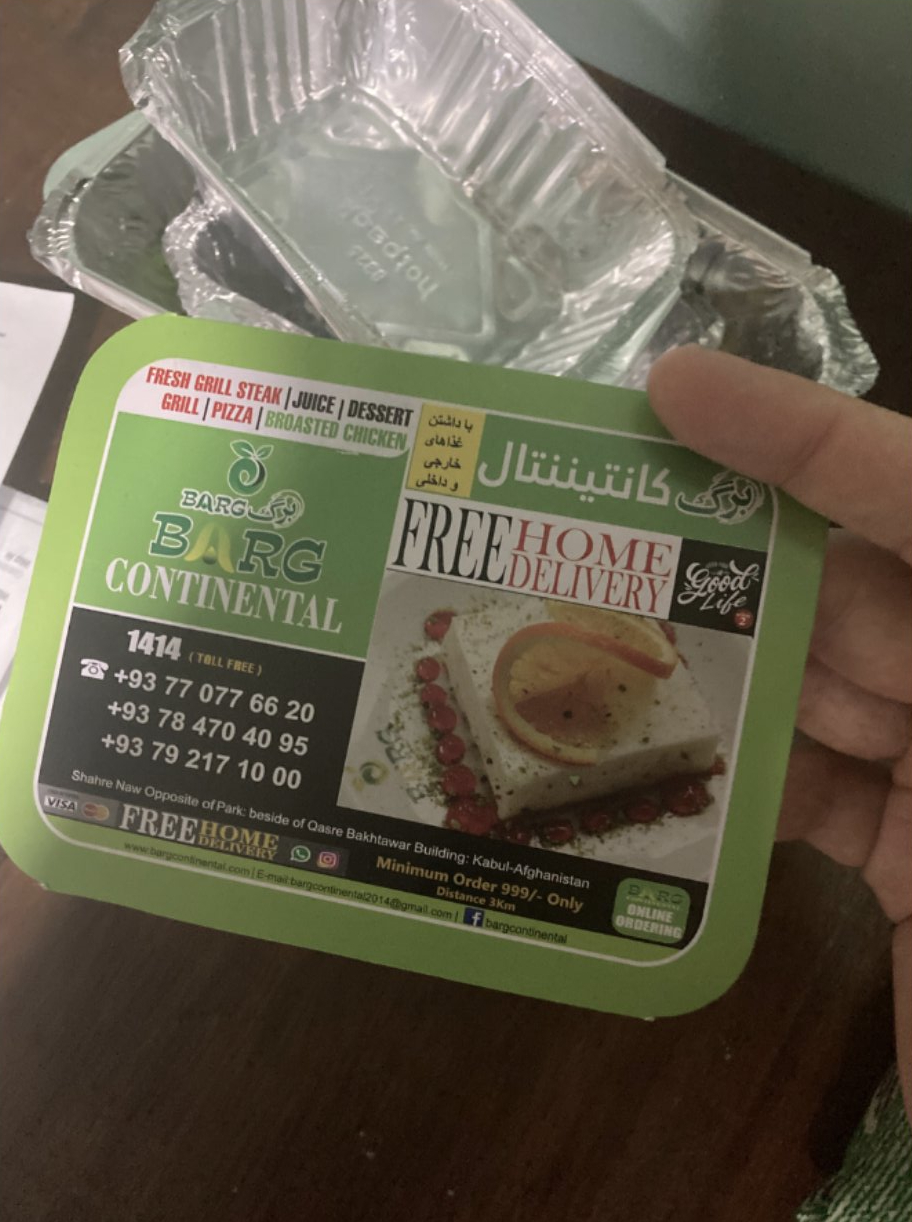 FRESH GRILL STEAK | JUICE | DESSERT
GRILL | PIZZA | BROASTED CHICKEN
BARG برگ
BARG
CONTINENTAL
1414 ( TOLL FREE )
+93 77 077 66 20
+93 78 470 40 95
+93 79 217 10 00
با داشتن
غذاهای
خارجی
و داخلی
برگ کانتیننتال
FREE HOME DELIVERY
Good Life
Shahre Naw Opposite of Park: beside of Qasre Bakhtawar Building: Kabul-Afghanistan
VISA
FREE HOME DELIVERY
Minimum Order 999/- Only
Distance 3Km
www.bargcontinental.com | E-mail:bargcontinental2014@gmail.com | f bargcontinental
BARG
CONTINENTAL
ONLINE
ORDERING
hotpack